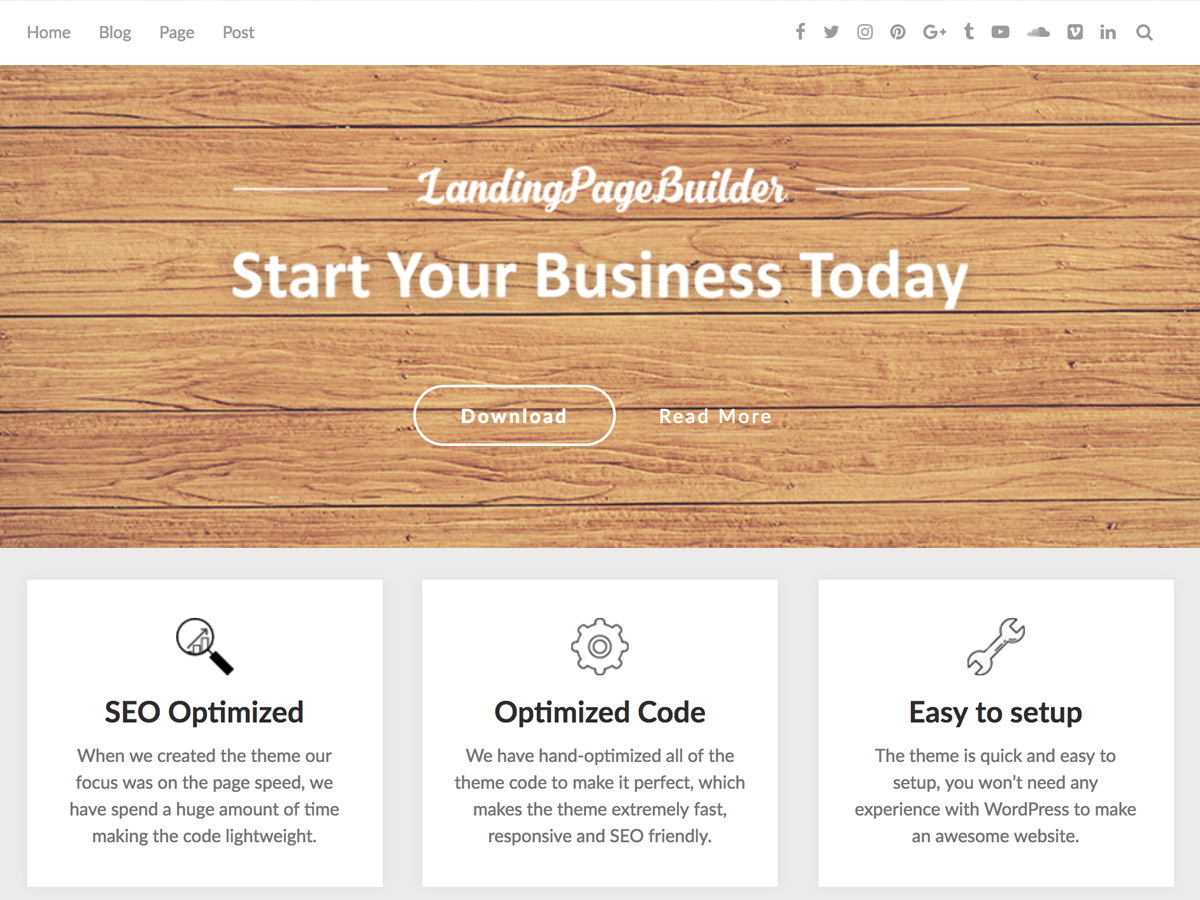 Home Blog Page Post
LandingPageBuilder
Start Your Business Today
Download Read More
SEO Optimized
When we created the theme our
focus was on the page speed, we
have spend a huge amount of time
making the code lightweight.
Optimized Code
We have hand-optimized all of the
theme code to make it perfect, which
makes the theme extremely fast,
responsive and SEO friendly.
Easy to setup
The theme is quick and easy to
setup, you won’t need any
experience with WordPress to make
an awesome website.